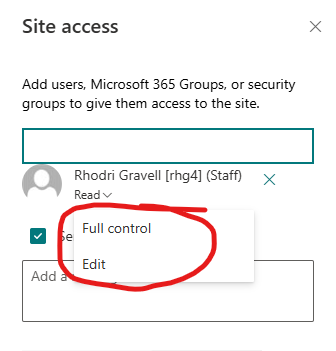 Site access
Add users, Microsoft 365 Groups, or security
groups to give them access to the site.
Rhodri Gravell [rhg4] (Staff)
Read
Full control
Edit
Add a